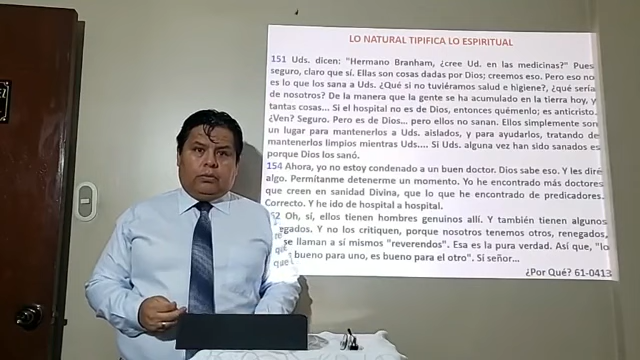 LO NATURAL TIPIFICA LO ESPIRITUAL
151 Uds. dicen: "Hermano Branham, ¿cree Ud. en las medicinas?" Pues
seguro, claro que sí. Ellas son cosas dadas por Dios; creemos eso. Pero eso no
es lo que los sana a Uds. ¿Qué si no tuviéramos salud e higiene?, ¿qué sería
de nosotros? De la manera que la gente se ha acumulado en la tierra hoy, y
tantas cosas... Si el hospital no es de Dios, entonces quémenlo; es anticristo.
¿Ven? Seguro. Pero es de Dios... pero ellos no sanan. Ellos simplemente son
un lugar para mantenerlos a Uds. aislados, y para ayudarlos, tratando de
mantenerlos limpios mientras Uds.... Si Uds. alguna vez han sido sanados es
porque Dios los sanó.
154 Ahora, yo no estoy condenado a un buen doctor. Dios sabe eso. Y les diré
algo. Permítanme detenerme un momento. Yo he encontrado más doctores
que creen en sanidad Divina, que lo que he encontrado de predicadores.
Correcto. Y he ido de hospital a hospital.
Oh, sí, ellos tienen hombres genuinos allí. Y también tienen algunos
Y no los critiquen, porque nosotros tenemos otros, renegados,
se llaman a sí mismos "reverendos". Esa es la pura verdad. Así que, "lo
bueno para uno, es bueno para el otro". Si señor...
¿Por Qué? 61-0413